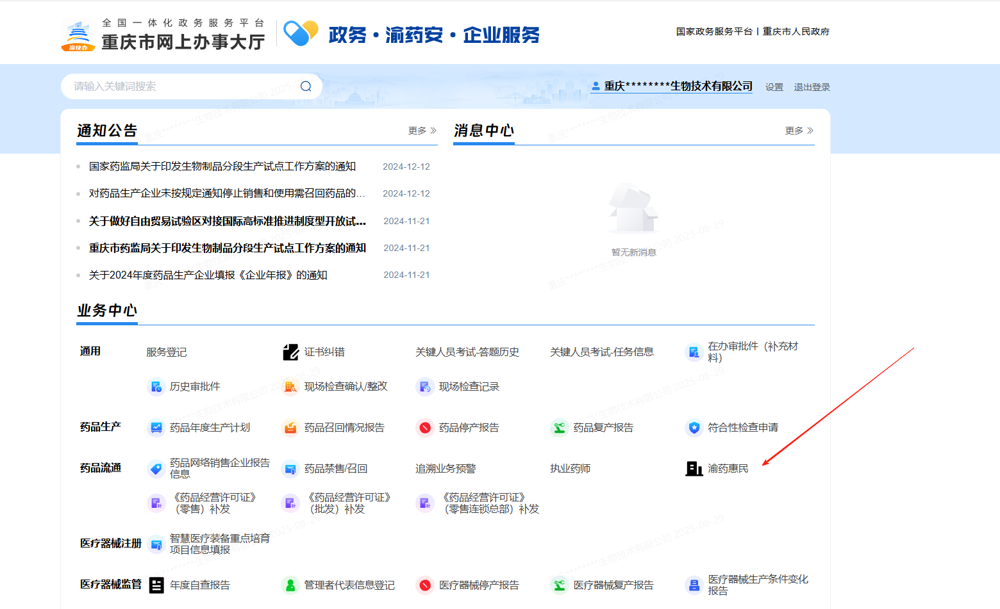 全国一体化政务服务平台
重庆市网上办事大厅
渝快办
政务·渝药安·企业服务
国家政务服务平台 | 重庆市人民政府
请输入关键词搜索
重庆********生物技术有限公司
设置
退出登录
通知公告
更多
国家药监局关于印发生物制品分段生产试点工作方案的通知 2024-12-12
对药品生产企业未按规定通知停止销售和使用需召回药品的... 2024-12-12
关于做好自由贸易试验区对接国际高标准推进制度型开放试... 2024-11-21
重庆市药监局关于印发生物制品分段生产试点工作方案的通知 2024-11-21
关于2024年度药品生产企业填报《企业年报》的通知 2024-11-21
消息中心
更多
暂无新消息
业务中心
通用
服务登记
证书纠错
关键人员考试-答题历史
关键人员考试-任务信息
在办审批件（补充材
料）
历史审批件
现场检查确认/整改
现场检查记录
药品生产
药品年度生产计划
药品召回情况报告
药品停产报告
药品复产报告
符合性检查申请
药品流通
药品网络销售企业报告
信息
药品禁售/召回
追溯业务预警
执业药师
渝药惠民
《药品经营许可证》
（零售）补发
《药品经营许可证》
（批发）补发
《药品经营许可证》
（零售连锁总部）补发
医疗器械注册
智慧医疗装备重点培育
项目信息填报
医疗器械监管
年度自查报告
管理者代表信息登记
医疗器械停产报告
医疗器械复产报告
医疗器械生产条件变化
报告
重庆********生物技术有限公司 2025-08-29